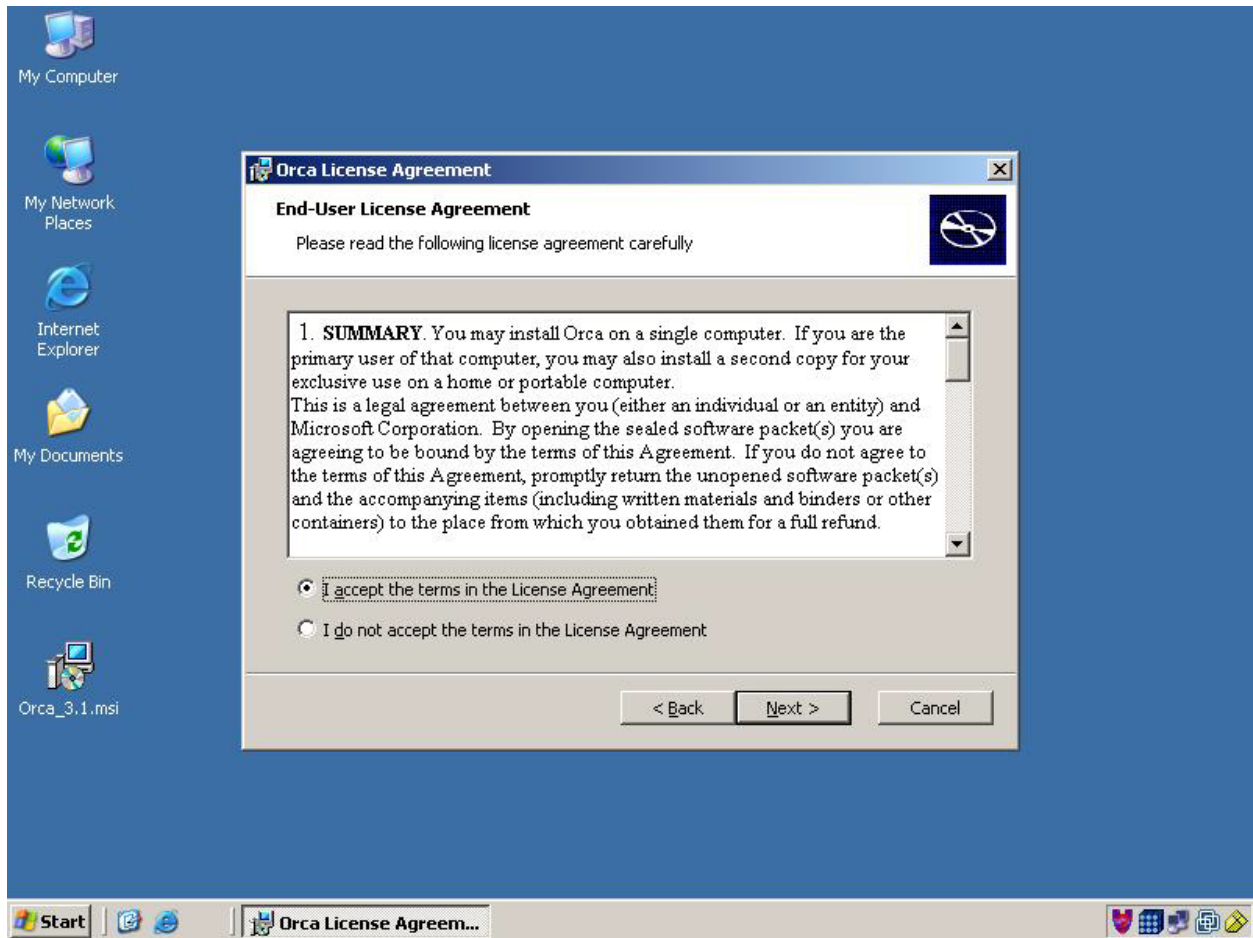 My Computer
My Network
Places
Internet
Explorer
My Documents
Recycle Bin
Orca_3.1.msi
Orca License Agreement
End-User License Agreement
Please read the following license agreement carefully
1. SUMMARY. You may install Orca on a single computer. If you are the
primary user of that computer, you may also install a second copy for your
exclusive use on a home or portable computer.
This is a legal agreement between you (either an individual or an entity) and
Microsoft Corporation. By opening the sealed software packet(s) you are
agreeing to be bound by the terms of this Agreement. If you do not agree to
the terms of this Agreement, promptly return the unopened software packet(s)
and the accompanying items (including written materials and binders or other
containers) to the place from which you obtained them for a full refund.
I accept the terms in the License Agreement
I do not accept the terms in the License Agreement
< Back Next > Cancel
Start Orca License Agreem...